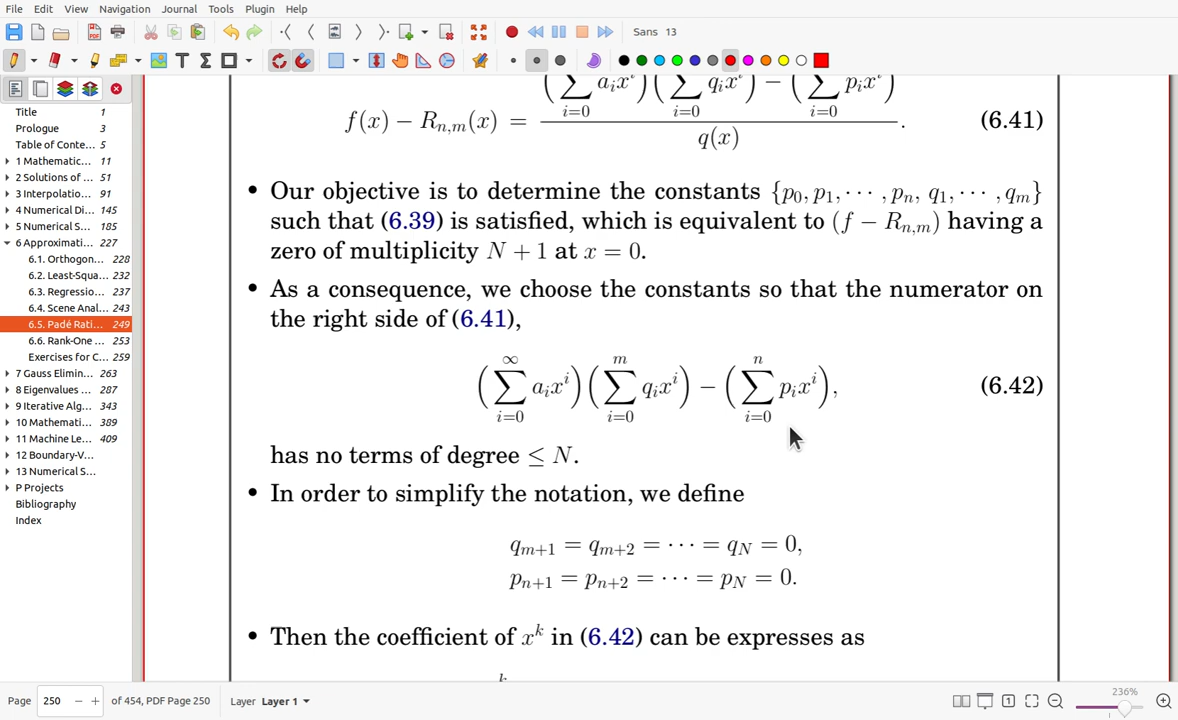 File Edit View Navigation Journal Tools Plugin Help
Sans 13
Title 1
Prologue 3
Table of Conte... 5
1 Mathematic... 11
2 Solutions of ... 51
3 Interpolatio... 91
4 Numerical Di... 145
5 Numerical S... 185
6 Approximati... 227
6.1. Orthogon... 228
6.2. Least-Squa... 232
6.3. Regressio... 237
6.4. Scene Anal... 243
6.5. Padé Rati... 249
6.6. Rank-One ... 253
Exercises for C... 259
7 Gauss Elimin... 263
8 Eigenvalues ... 287
9 Iterative Alg... 343
10 Mathemati... 389
11 Machine Le... 409
12 Boundary-V...
13 Numerical S...
P Projects
Bibliography
Index
f(x) − R_{n,m}(x) = \frac{(∑_{i=0} a_i x^i)(∑_{i=0} q_i x^i) − (∑_{i=0} p_i x^i)}{q(x)}. (6.41)
• Our objective is to determine the constants {p_0, p_1, ⋯ , p_n, q_1, ⋯ , q_m}
such that (6.39) is satisfied, which is equivalent to (f − R_{n,m}) having a
zero of multiplicity N + 1 at x = 0.
• As a consequence, we choose the constants so that the numerator on
the right side of (6.41),
(∑_{i=0}^{∞} a_i x^i)(∑_{i=0}^{m} q_i x^i) − (∑_{i=0}^{n} p_i x^i), (6.42)
has no terms of degree ≤ N.
• In order to simplify the notation, we define
q_{m+1} = q_{m+2} = ⋯ = q_N = 0,
p_{n+1} = p_{n+2} = ⋯ = p_N = 0.
• Then the coefficient of x^k in (6.42) can be expresses as
k
Page 250 − + of 454, PDF Page 250 Layer Layer 1 236%